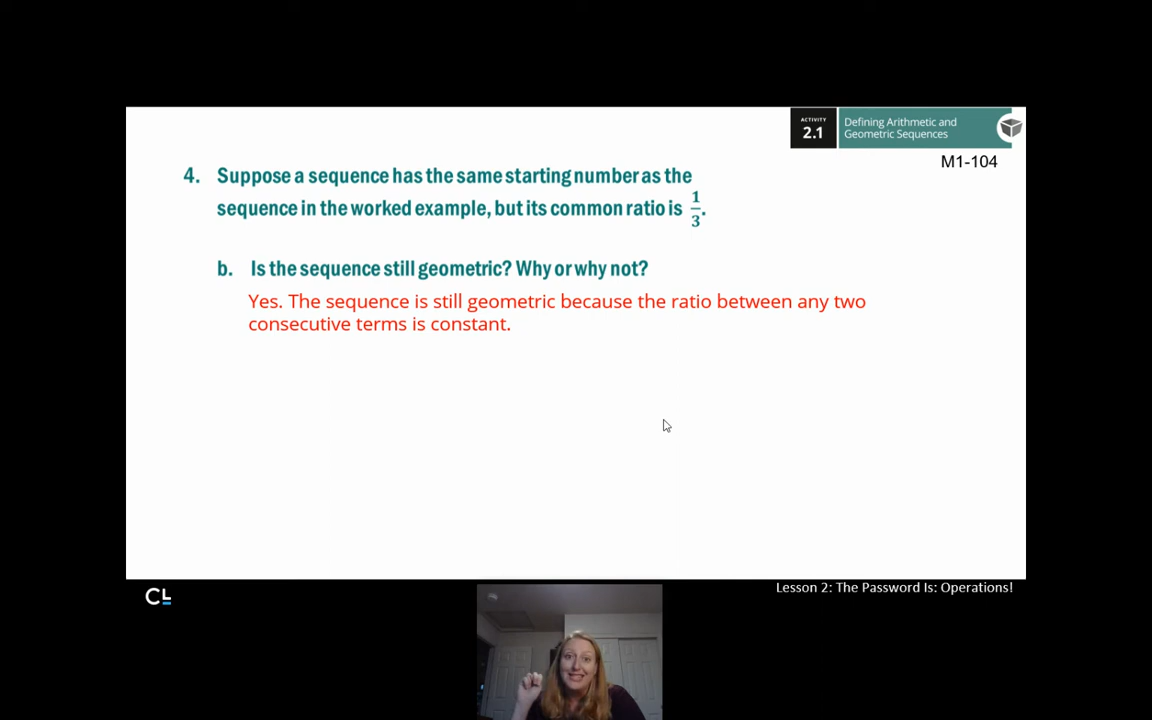 ACTIVITY
2.1
Defining Arithmetic and
Geometric Sequences
M1-104
4. Suppose a sequence has the same starting number as the
sequence in the worked example, but its common ratio is 1/3.
b. Is the sequence still geometric? Why or why not?
Yes. The sequence is still geometric because the ratio between any two
consecutive terms is constant.
Lesson 2: The Password Is: Operations!
CL